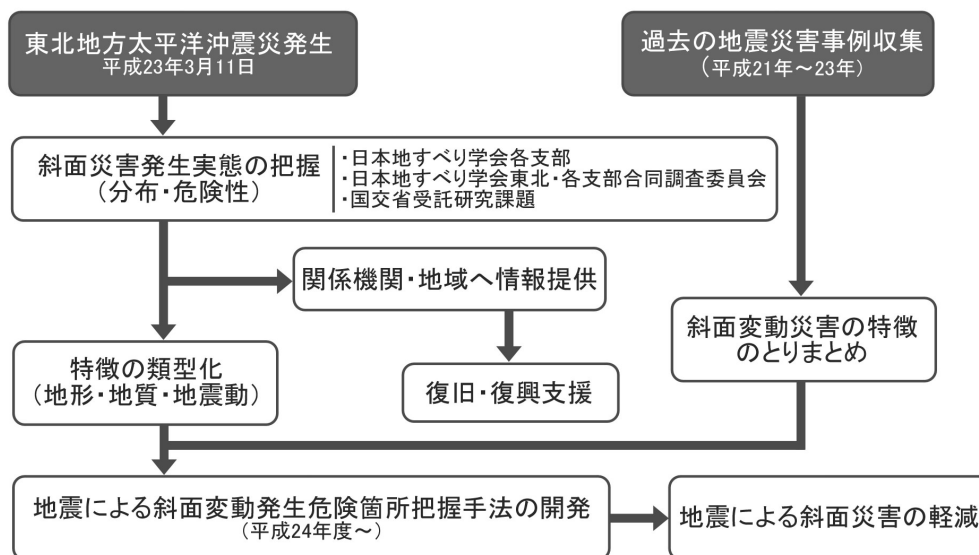 東北地方太平洋沖震災発生
平成23年3月11日
過去の地震災害事例収集
（平成21年～23年）
斜面災害発生実態の把握
（分布・危険性）
・日本地すべり学会各支部
・日本地すべり学会東北・各支部合同調査委員会
・国交省受託研究課題
関係機関・地域へ情報提供
斜面変動災害の特徴
のとりまとめ
特徴の類型化
（地形・地質・地震動）
復旧・復興支援
地震による斜面変動発生危険箇所把握手法の開発
（平成24年度～）
地震による斜面災害の軽減